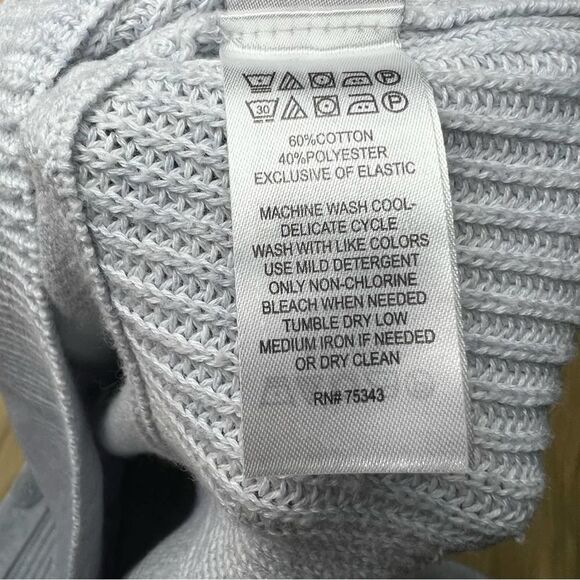 P
30 P
60%COTTON
40%POLYESTER
EXCLUSIVE OF ELASTIC
MACHINE WASH COOL-
DELICATE CYCLE
WASH WITH LIKE COLORS
USE MILD DETERGENT
ONLY NON-CHLORINE
BLEACH WHEN NEEDED
TUMBLE DRY LOW
MEDIUM IRON IF NEEDED
OR DRY CLEAN
RN# 75343